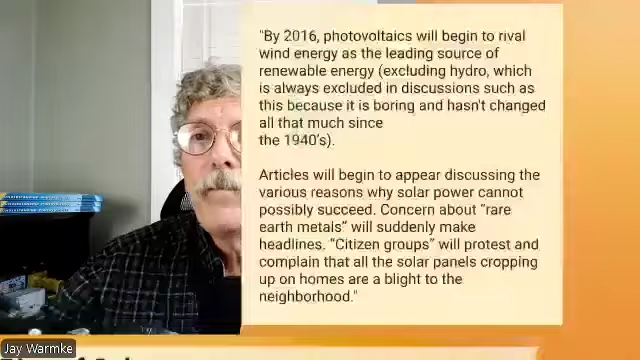 "By 2016, photovoltaics will begin to rival
wind energy as the leading source of
renewable energy (excluding hydro, which
is always excluded in discussions such as
this because it is boring and hasn't changed
all that much since
the 1940's).
Articles will begin to appear discussing the
various reasons why solar power cannot
possibly succeed. Concern about "rare
earth metals" will suddenly make
headlines. "Citizen groups" will protest and
complain that all the solar panels cropping
up on homes are a blight to the
neighborhood."
Jay Warmke